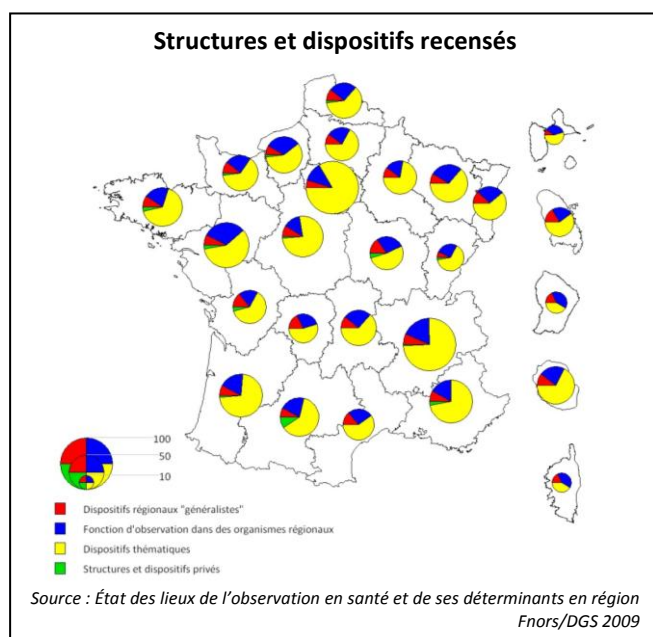 Structures et dispositifs recensés
100
50
10
Dispositifs régionaux "généralistes"
Fonction d'observation dans des organismes régionaux
Dispositifs thématiques
Structures et dispositifs privés
Source : État des lieux de l'observation en santé et de ses déterminants en région
Fnors/DGS 2009